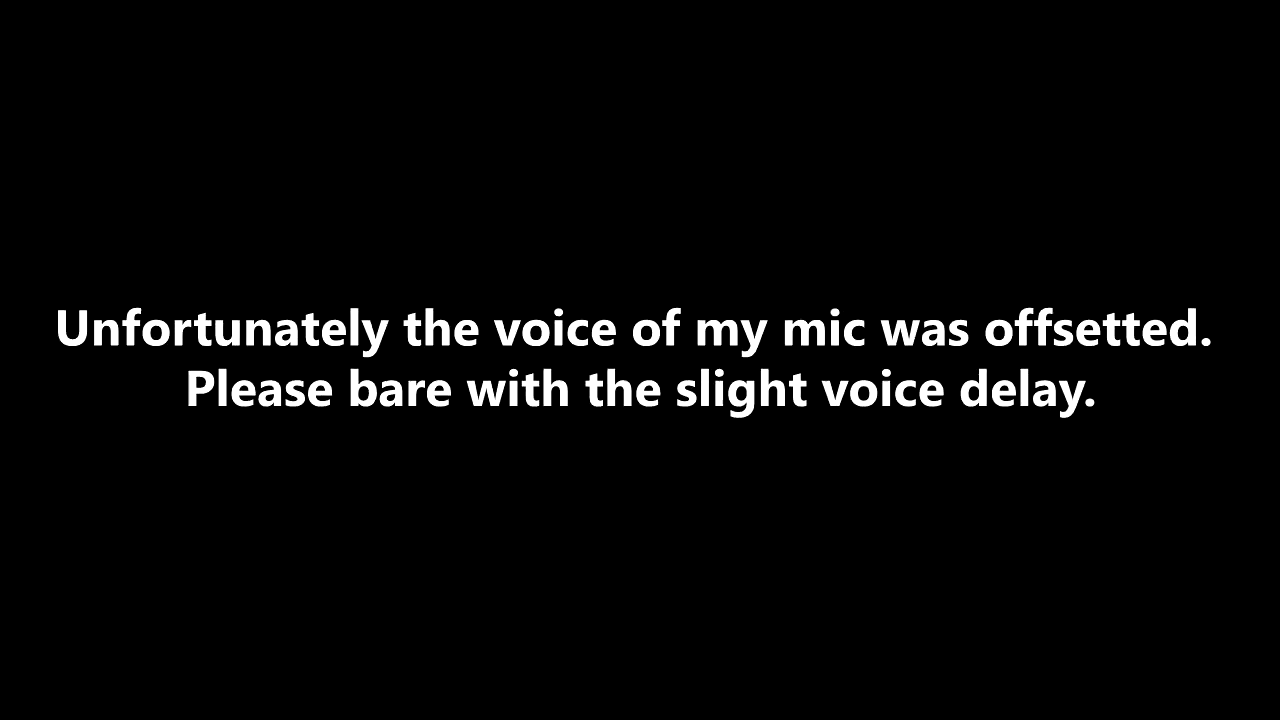 Unfortunately the voice of my mic was offsetted.
Please bare with the slight voice delay.